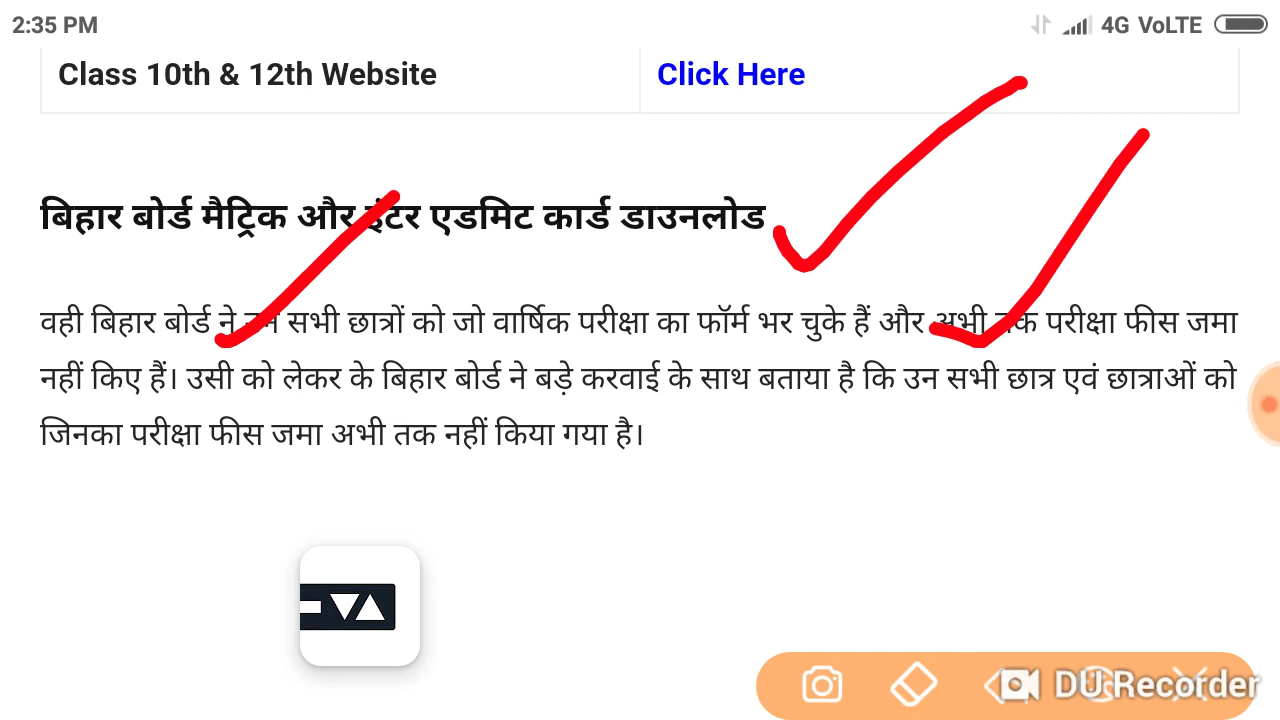 2:35 PM
4G VoLTE
Class 10th & 12th Website
Click Here
बिहार बोर्ड मैट्रिक और इंटर एडमिट कार्ड डाउनलोड
वही बिहार बोर्ड ने उन सभी छात्रों को जो वार्षिक परीक्षा का फॉर्म भर चुके हैं और अभी तक परीक्षा फीस जमा
नहीं किए हैं। उसी को लेकर के बिहार बोर्ड ने बड़े करवाई के साथ बताया है कि उन सभी छात्र एवं छात्राओं को
जिनका परीक्षा फीस जमा अभी तक नहीं किया गया है।
DU Recorder